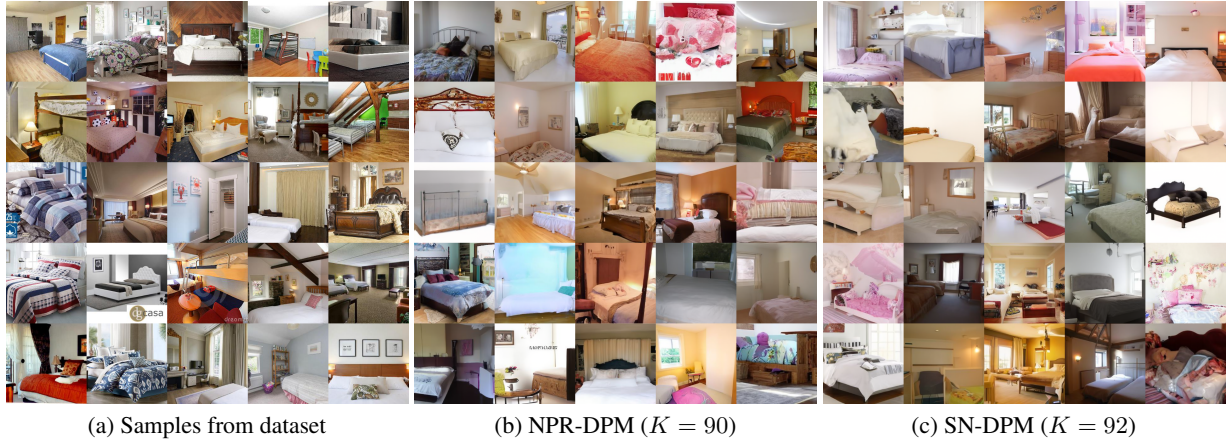 casa
(a) Samples from dataset
(b) NPR-DPM (K = 90)
(c) SN-DPM (K = 92)